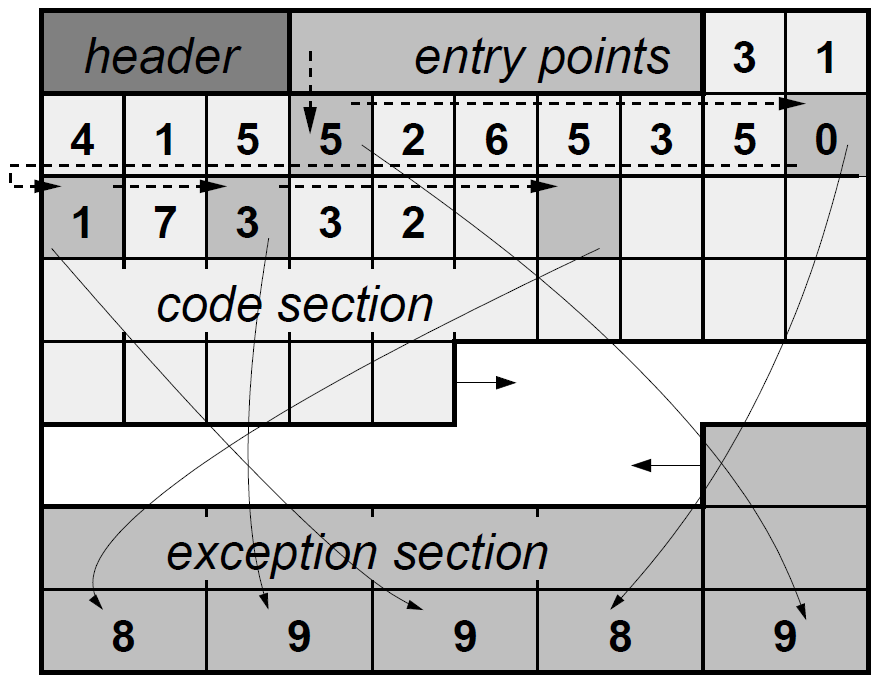 header entry points 3 1
4 1 5 5 2 6 5 3 5 0
1 7 3 3 2
code section
exception section
8 9 9 8 9